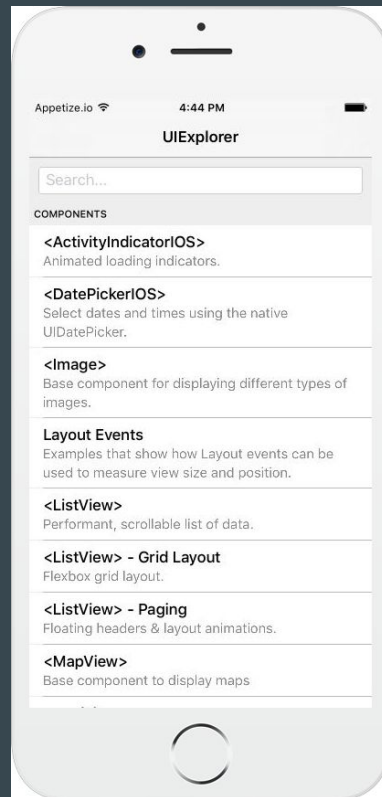 Appetize.io 4:44 PM
UIExplorer
Search...
COMPONENTS
<ActivityIndicatorIOS>
Animated loading indicators.
<DatePickerIOS>
Select dates and times using the native
UIDatePicker.
<Image>
Base component for displaying different types of
images.
Layout Events
Examples that show how Layout events can be
used to measure view size and position.
<ListView>
Performant, scrollable list of data.
<ListView> - Grid Layout
Flexbox grid layout.
<ListView> - Paging
Floating headers & layout animations.
<MapView>
Base component to display maps